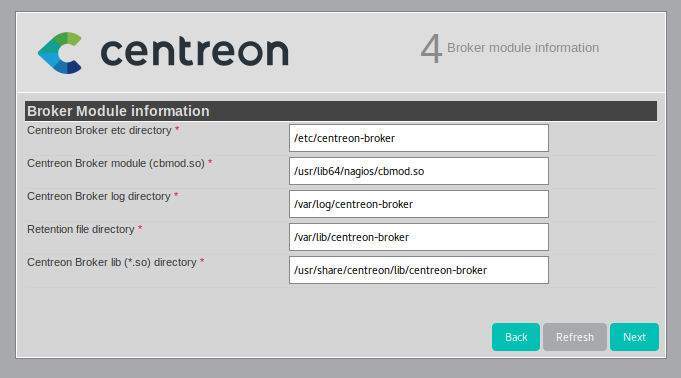 centreon
4 Broker module information
Broker Module information
Centreon Broker etc directory * /etc/centreon-broker
Centreon Broker module (cbmod.so) * /usr/lib64/nagios/cbmod.so
Centreon Broker log directory * /var/log/centreon-broker
Retention file directory * /var/lib/centreon-broker
Centreon Broker lib (*.so) directory * /usr/share/centreon/lib/centreon-broker
Back Refresh Next